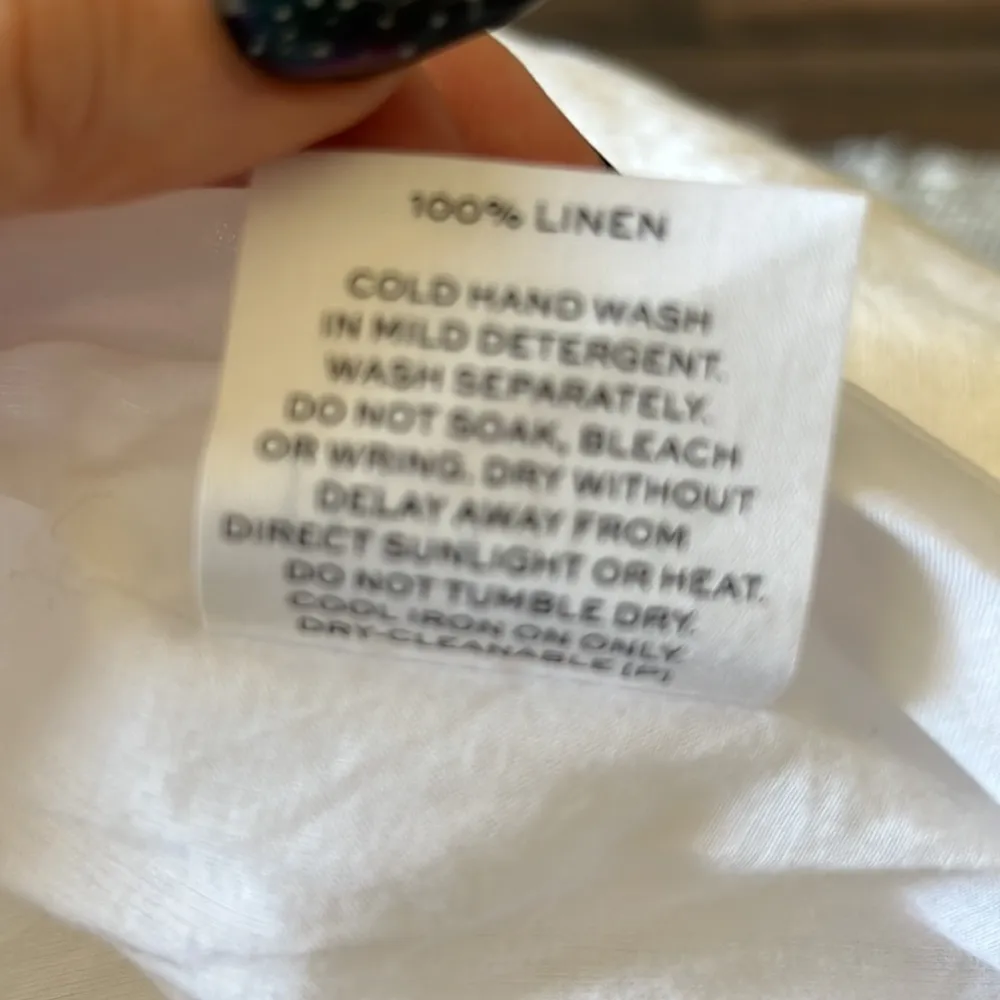 100% LINEN
COLD HAND WASH
IN MILD DETERGENT.
WASH SEPARATELY.
DO NOT SOAK, BLEACH
OR WRING. DRY WITHOUT
DELAY AWAY FROM
DIRECT SUNLIGHT OR HEAT.
DO NOT TUMBLE DRY.
COOL IRON ON ONLY
DRY-CLEANABLE (P)